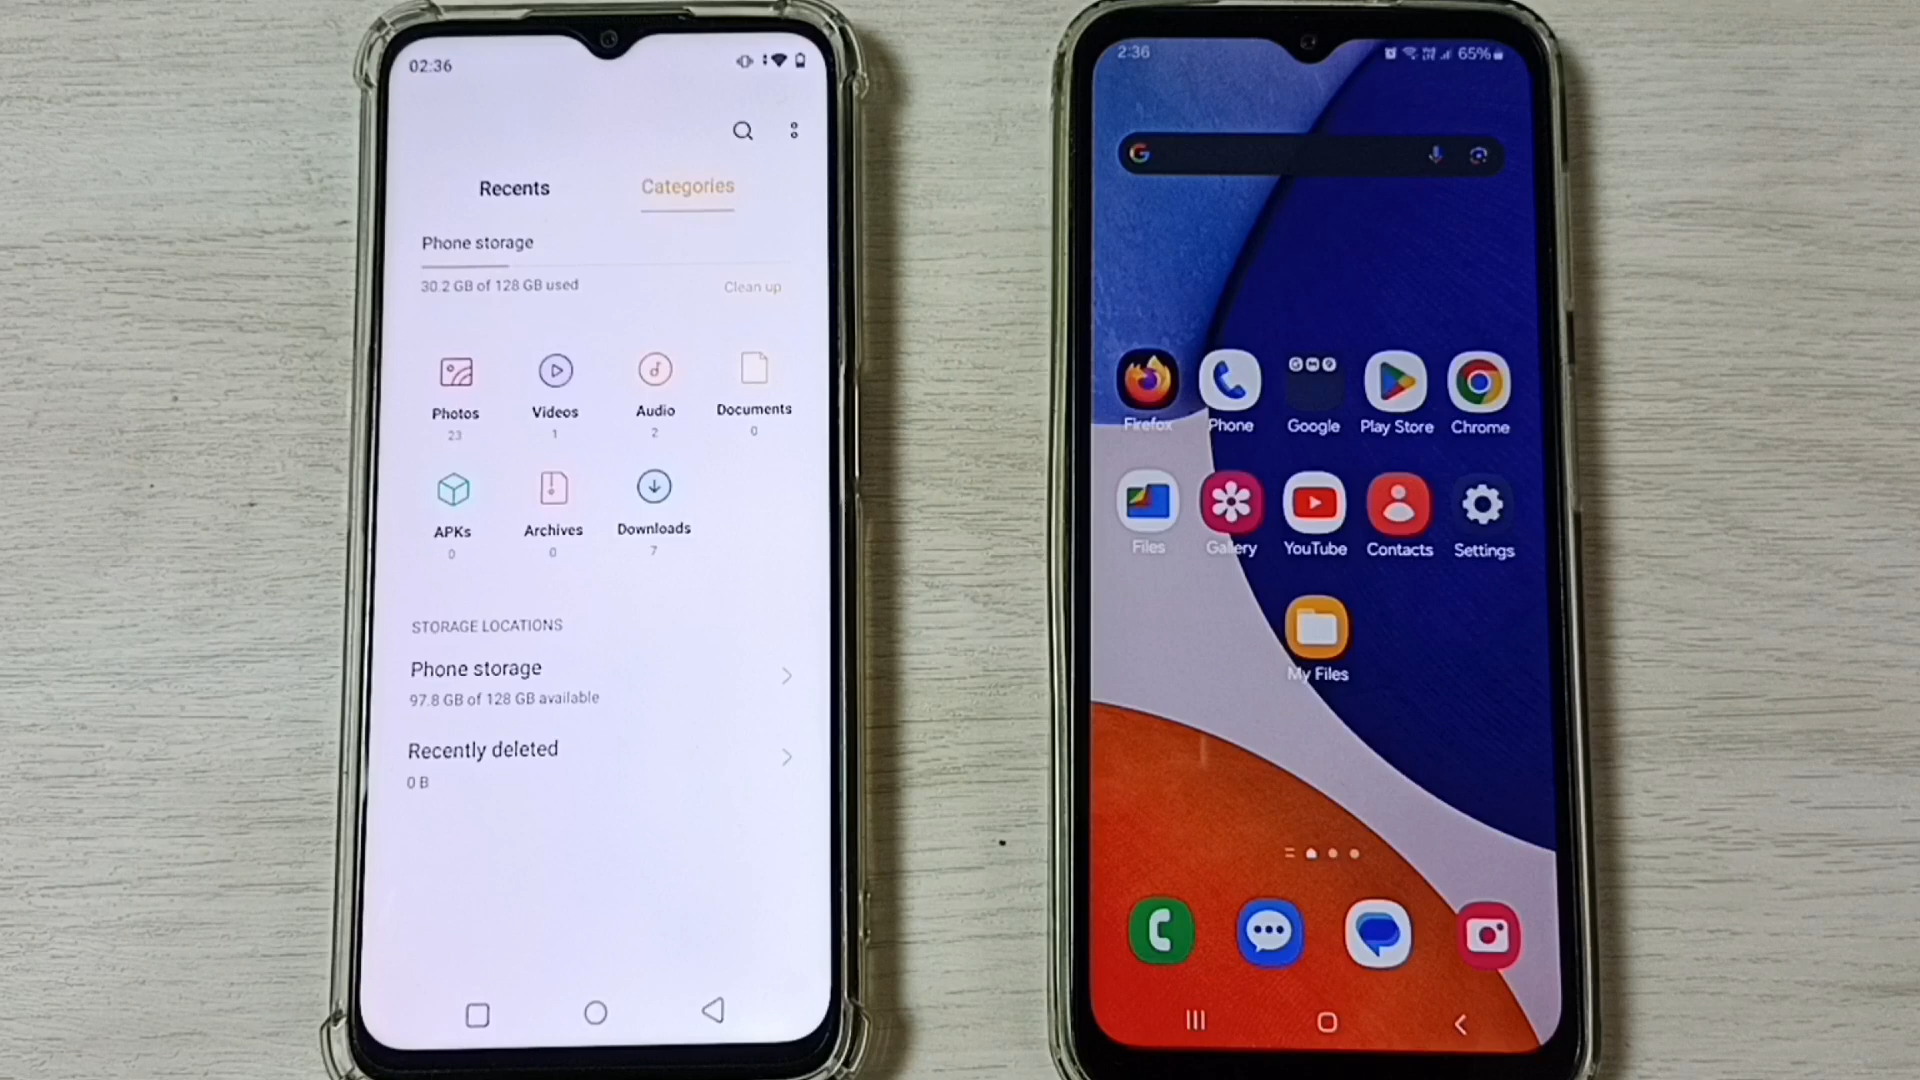 02:36
Recents
Categories
Phone storage
30.2 GB of 128 GB used
Clean up
Photos
Videos
Audio
Documents
23
1
2
0
APKs
Archives
Downloads
0
0
7
STORAGE LOCATIONS
Phone storage
97.8 GB of 128 GB available
Recently deleted
0 B
2:36
65%
Firefox
Phone
Google
Play Store
Chrome
Files
Gallery
YouTube
Contacts
Settings
My Files